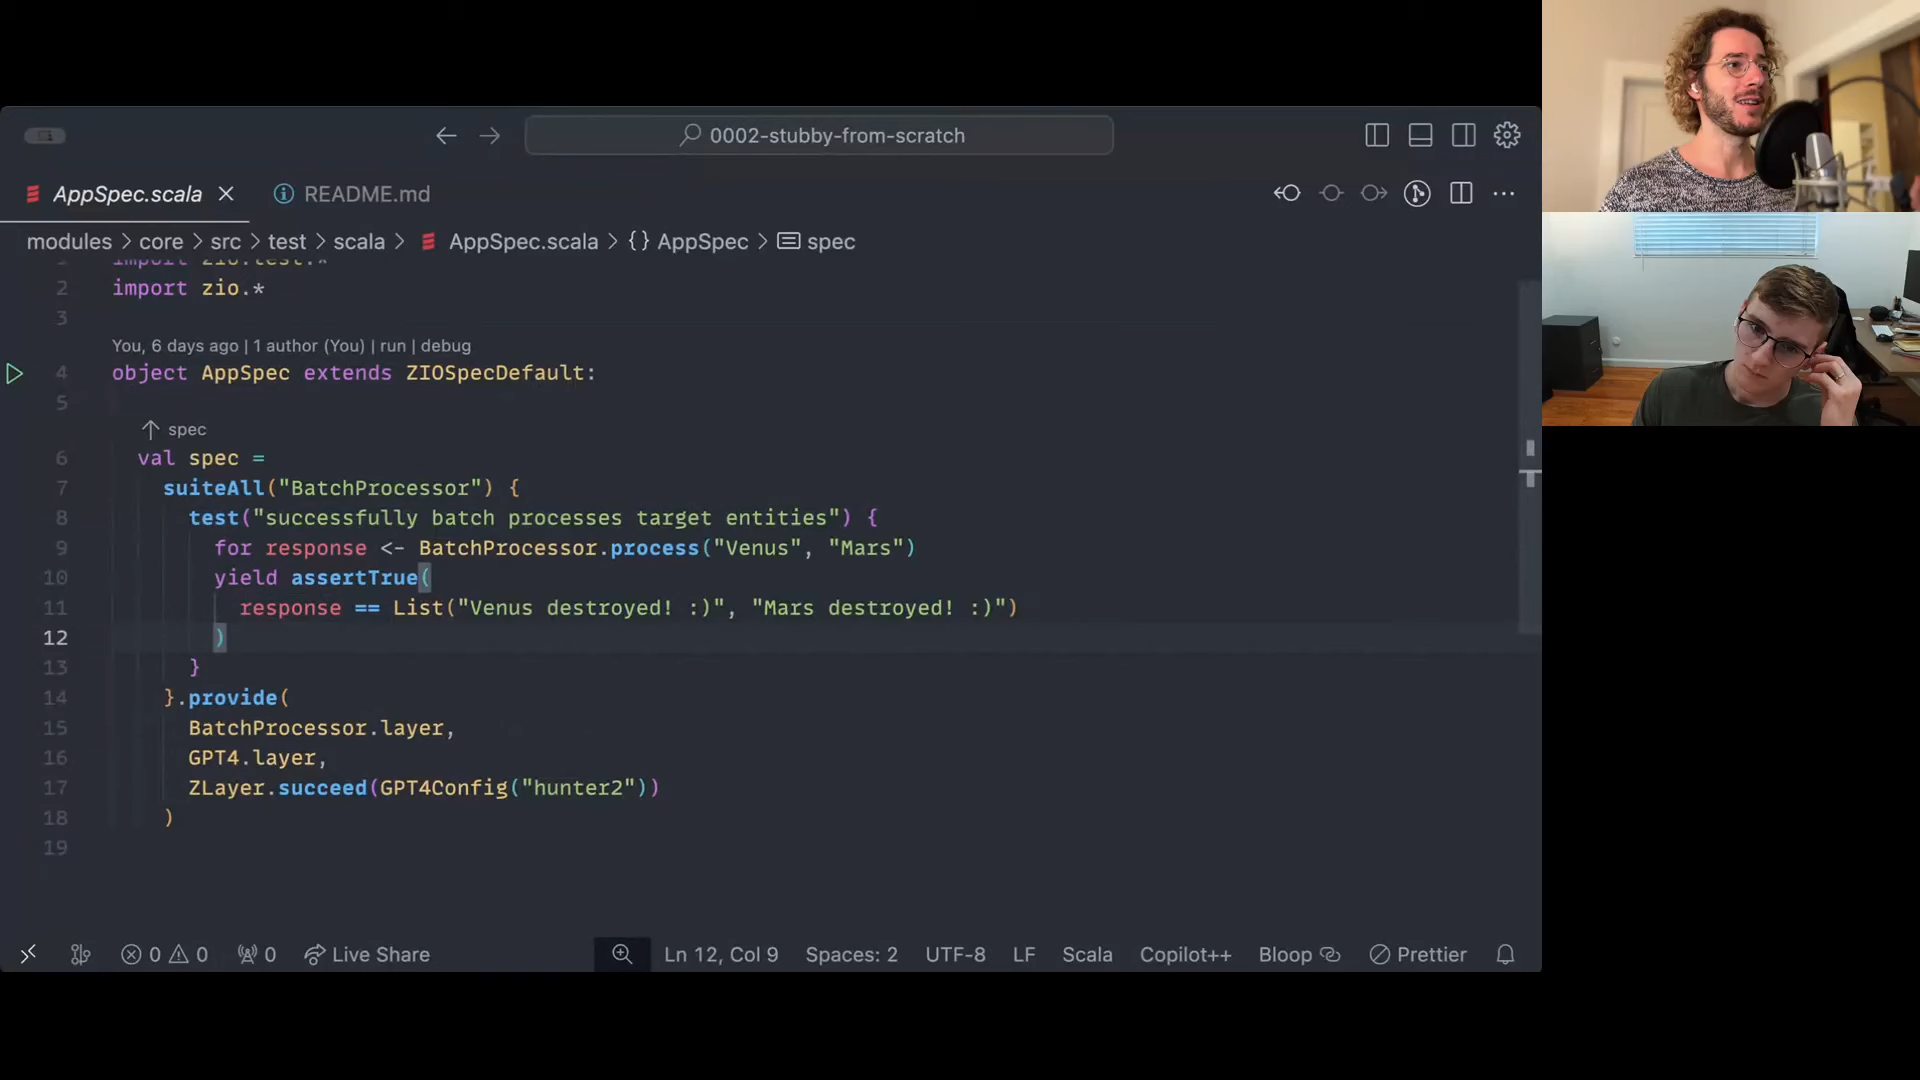 0002-stubby-from-scratch
AppSpec.scala
README.md
modules > core > src > test > scala > AppSpec.scala > {} AppSpec > spec
import zio.test.*
2 import zio.*
3
You, 6 days ago | 1 author (You) | run | debug
4 object AppSpec extends ZIOSpecDefault:
5
spec
6 val spec =
7 suiteAll("BatchProcessor") {
8 test("successfully batch processes target entities") {
9 for response <- BatchProcessor.process("Venus", "Mars")
10 yield assertTrue(
11 response == List("Venus destroyed! :)", "Mars destroyed! :)")
12 )
13 }
14 }.provide(
15 BatchProcessor.layer,
16 GPT4.layer,
17 ZLayer.succeed(GPT4Config("hunter2"))
18 )
19
0 0 0 Live Share Ln 12, Col 9 Spaces: 2 UTF-8 LF Scala Copilot++ Bloop Prettier